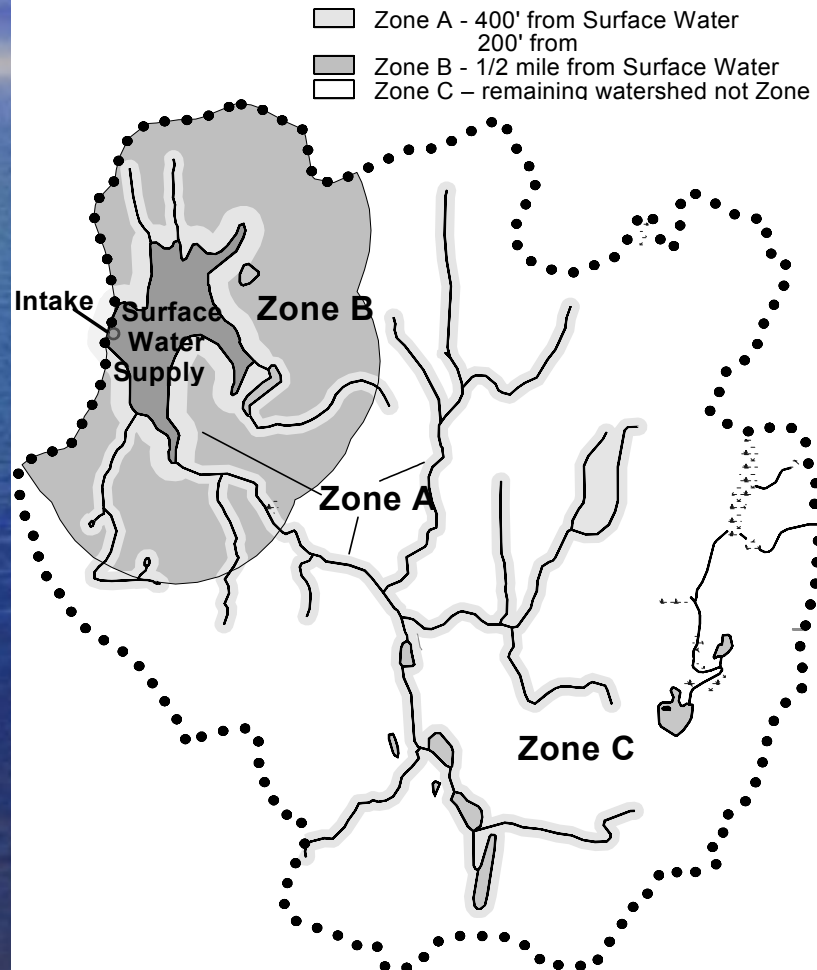 Zone A - 400' from Surface Water
200' from
Zone B - 1/2 mile from Surface Water
Zone C – remaining watershed not Zone
Intake
Surface
Water
Supply
Zone B
Zone A
Zone C